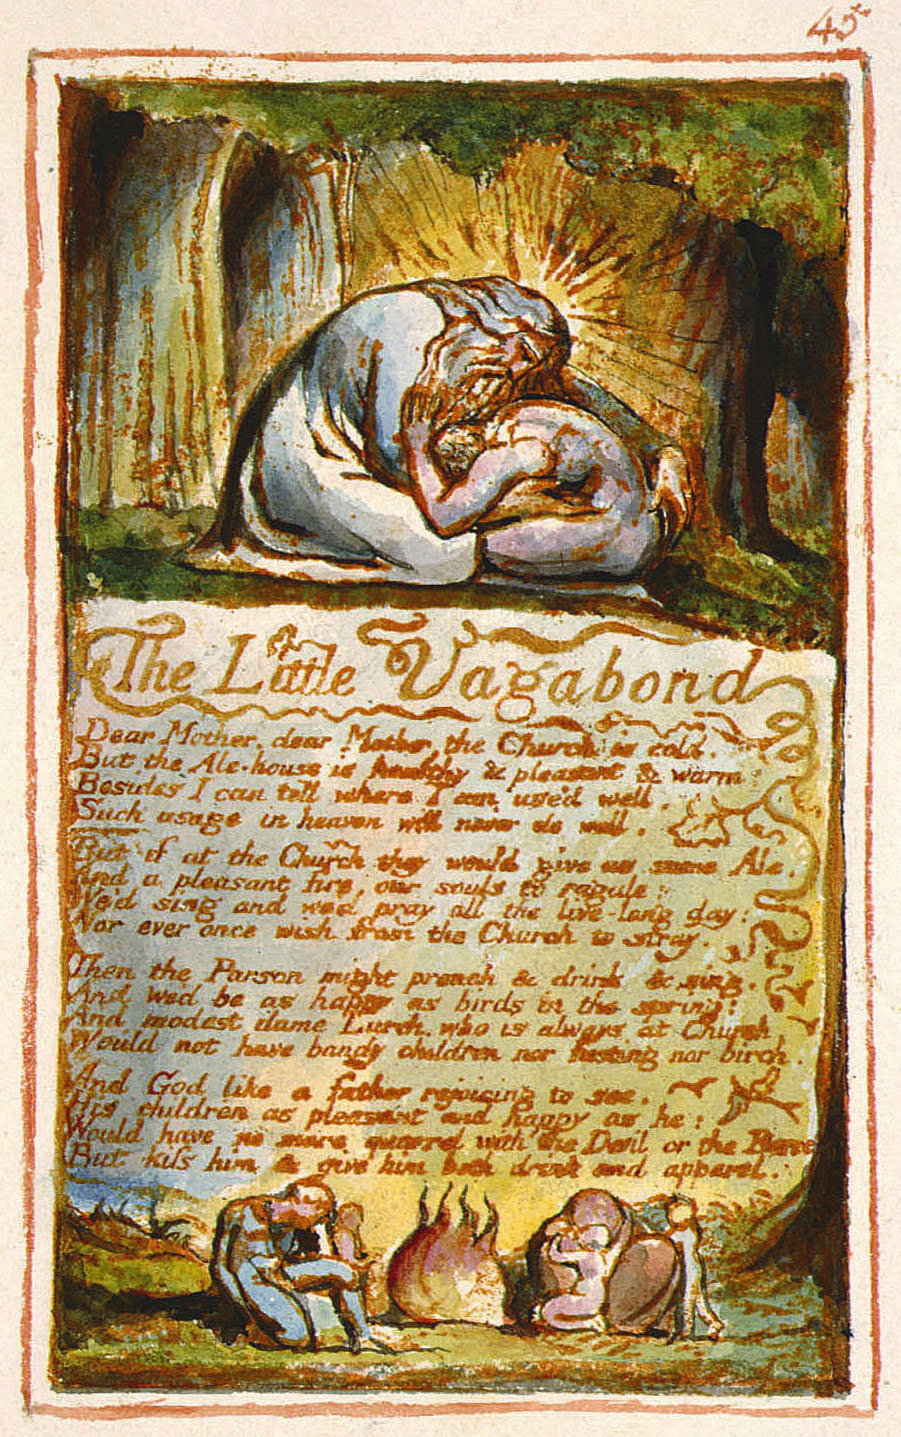 45
The Little Vagabond
Dear Mother, dear Mother, the Church is cold.
But the Ale-house is healthy & pleasant & warm:
Besides I can tell where I am use'd well.
Such usage in heaven will never do well.
But if at the Church they would give us some Ale.
And a pleasant fire, our souls to regale:
We'd sing and we'd pray all the live-long day:
Nor ever once wish from the Church to stray.
Then the Parson might preach & drink & sing.
And we'd be as happy as birds in the spring:
And modest dame Lurch, who is always at Church
Would not have bandy children nor fasting nor birch.
And God like a father rejoicing to see.
His children as pleasant and happy as he:
Would have no more quarrel with the Devil or the Barrel
But kiss him & give him both drink and apparel.